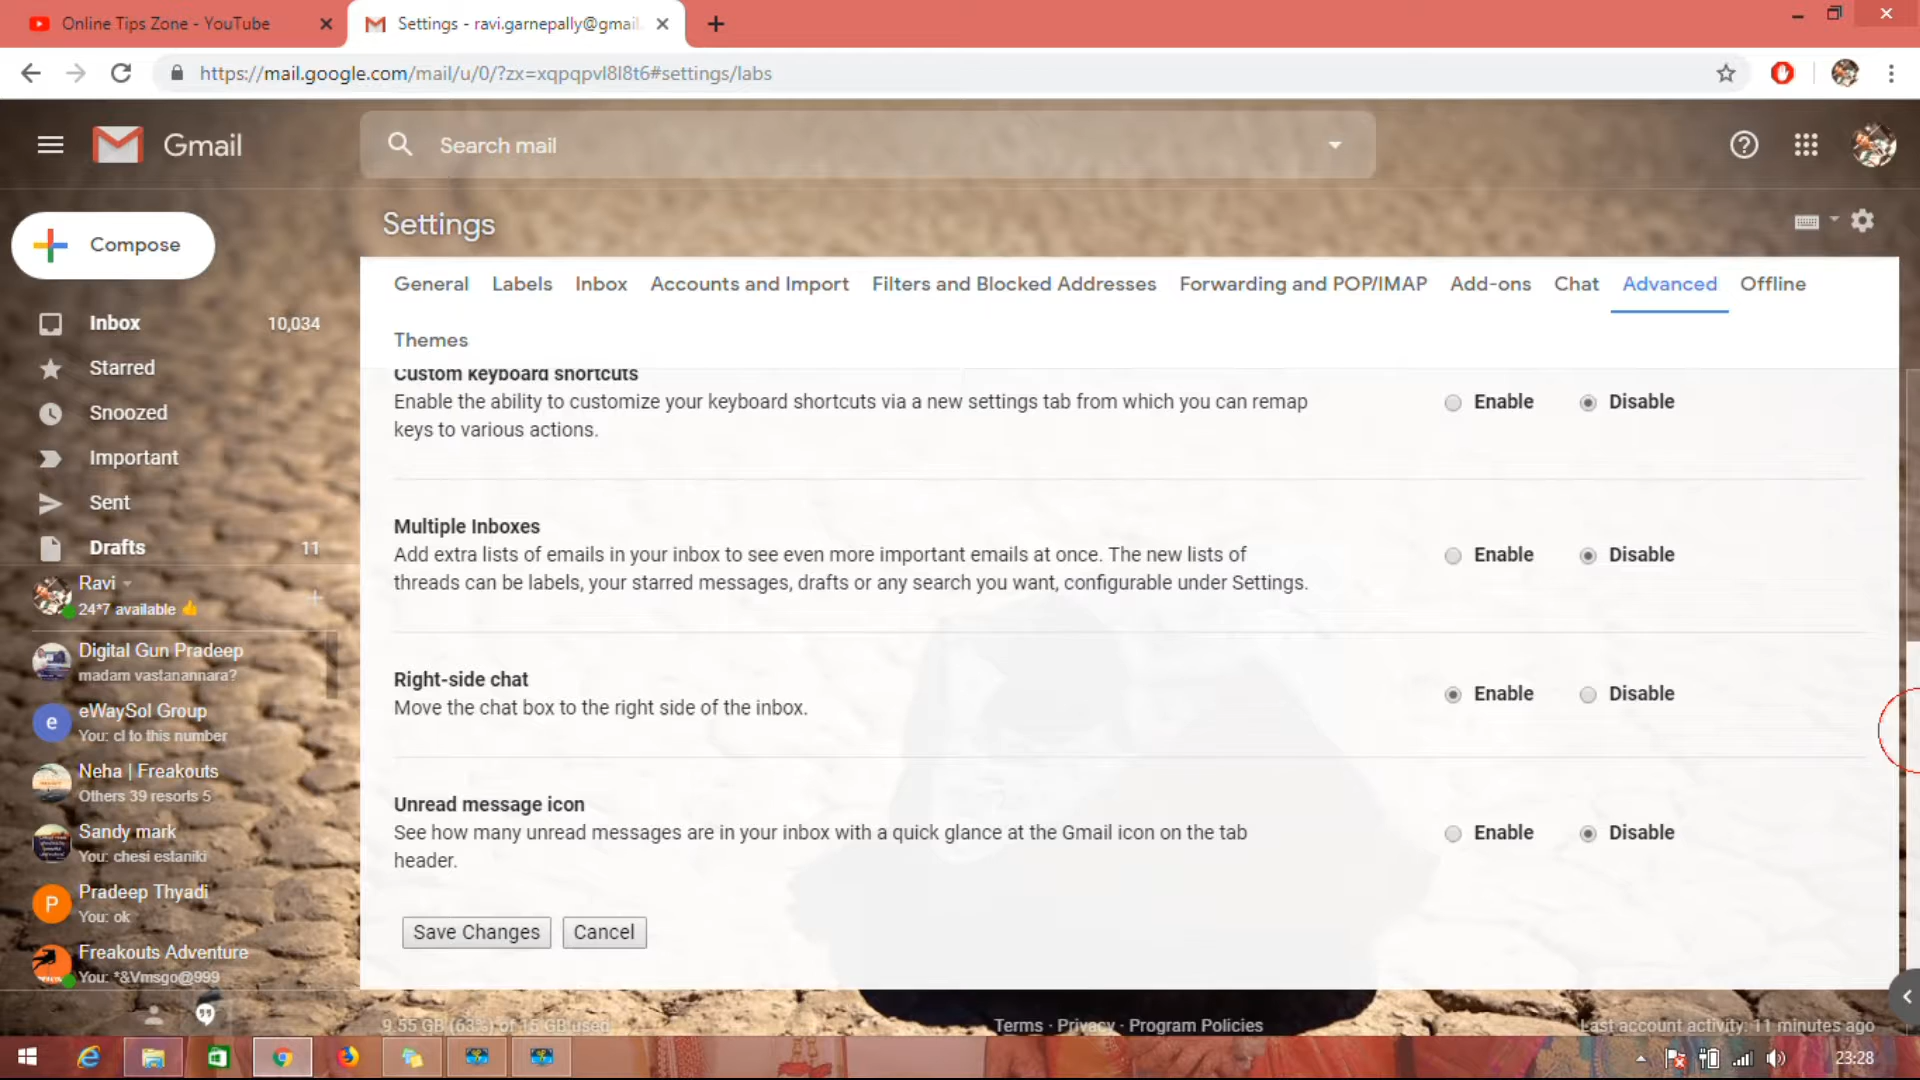 Online Tips Zone - YouTube
Settings - ravi.garnepally@gmail.
https://mail.google.com/mail/u/0/?zx=xqpqpvl8l8t6#settings/labs
Gmail
Search mail
Compose
Settings
General Labels Inbox Accounts and Import Filters and Blocked Addresses Forwarding and POP/IMAP Add-ons Chat Advanced Offline
Themes
Inbox 10,034
Starred
Snoozed
Important
Sent
Drafts 11
Ravi
24*7 available
Digital Gun Pradeep
madam vastanannara?
eWaySol Group
e
You: cl to this number
Neha | Freakouts
Others 39 resorts 5
Sandy mark
You: chesi estaniki
Pradeep Thyadi
P
You: ok
Freakouts Adventure
You: *&Vmsgo@999
Custom keyboard shortcuts
Enable the ability to customize your keyboard shortcuts via a new settings tab from which you can remap
keys to various actions.
Enable Disable
Multiple Inboxes
Add extra lists of emails in your inbox to see even more important emails at once. The new lists of
threads can be labels, your starred messages, drafts or any search you want, configurable under Settings.
Enable Disable
Right-side chat
Move the chat box to the right side of the inbox.
Enable Disable
Unread message icon
See how many unread messages are in your inbox with a quick glance at the Gmail icon on the tab
header.
Enable Disable
Save Changes Cancel
9.55 GB (63%) of 15 GB used
Terms · Privacy · Program Policies
Last account activity: 11 minutes ago
23:28